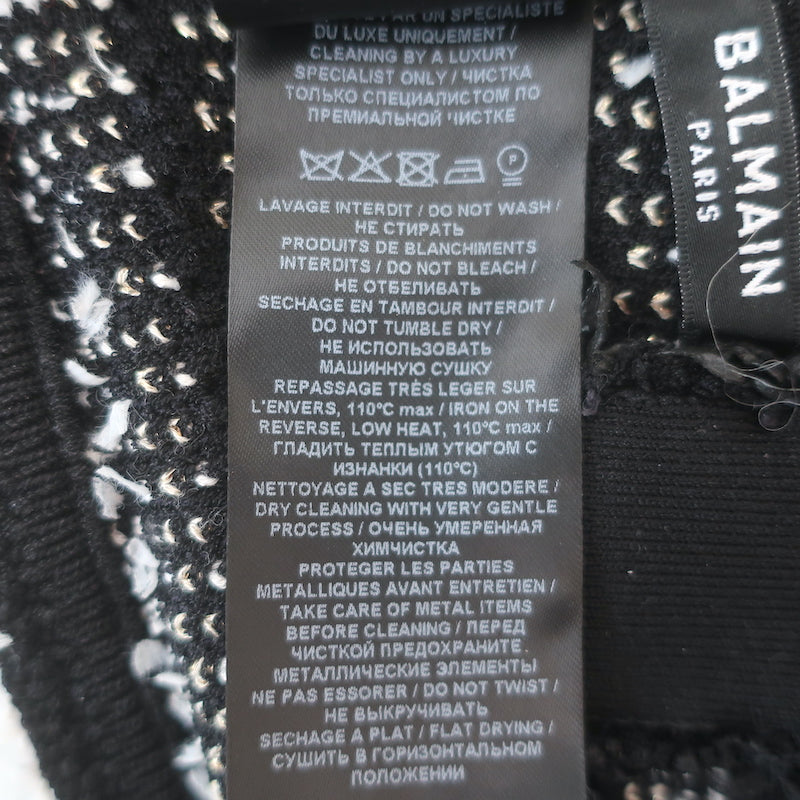 PAR UN SPECIALISTE
DU LUXE UNIQUEMENT /
CLEANING BY A LUXURY
SPECIALIST ONLY / ЧИСТКА
ТОЛЬКО СПЕЦИАЛИСТОМ ПО
ПРЕМИАЛЬНОЙ ЧИСТКЕ
P
LAVAGE INTERDIT / DO NOT WASH /
НЕ СТИРАТЬ
PRODUITS DE BLANCHIMENTS
INTERDITS / DO NOT BLEACH /
НЕ ОТБЕЛИВАТЬ
SECHAGE EN TAMBOUR INTERDIT /
DO NOT TUMBLE DRY /
НЕ ИСПОЛЬЗОВАТЬ
МАШИННУЮ СУШКУ
REPASSAGE TRÈS LEGER SUR
L'ENVERS, 110°C max / IRON ON THE
REVERSE, LOW HEAT, 110°C max /
ГЛАДИТЬ ТЕПЛЫМ УТЮГОМ С
ИЗНАНКИ (110°C)
NETTOYAGE A SEC TRES MODERE /
DRY CLEANING WITH VERY GENTLE
PROCESS / ОЧЕНЬ УМЕРЕННАЯ
ХИМЧИСТКА
PROTEGER LES PARTIES
METALLIQUES AVANT ENTRETIEN /
TAKE CARE OF METAL ITEMS
BEFORE CLEANING / ПЕРЕД
ЧИСТКОЙ ПРЕДОХРАНИТЕ
МЕТАЛЛИЧЕСКИЕ ЭЛЕМЕНТЫ
NE PAS ESSORER / DO NOT TWIST /
НЕ ВЫКРУЧИВАТЬ
SECHAGE A PLAT / FLAT DRYING /
СУШИТЬ В ГОРИЗОНТАЛЬНОМ
ПОЛОЖЕНИИ
BALMAIN
PARIS